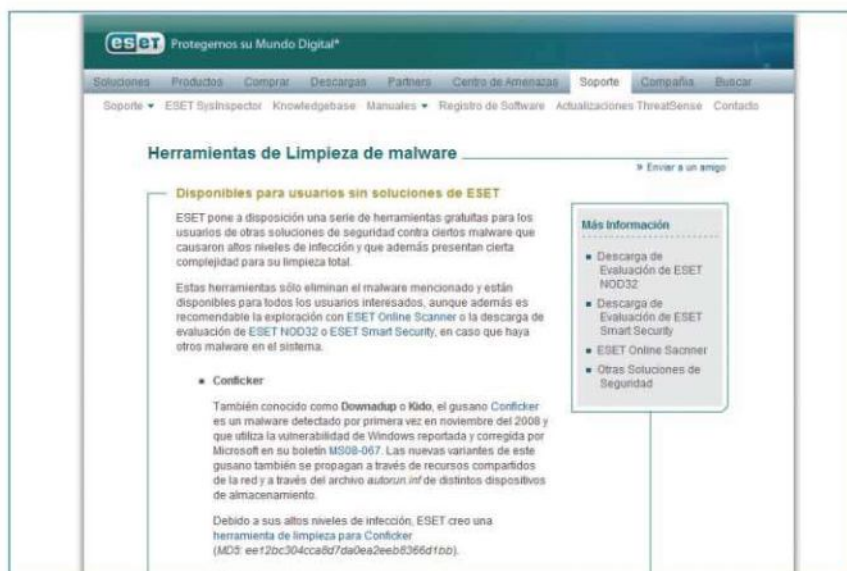 eset Protegemos su Mundo Digital*
Soluciones Productos Comprar Descargas Partners Centro de Amenazas Soporte Compañia Buscar
Soporte ESET SysInspector Knowledgebase Manuales Registro de Software Actualizaciones ThreatSense Contacto
Herramientas de Limpieza de malware
» Enviar a un amigo
Disponibles para usuarios sin soluciones de ESET
ESET pone a disposición una serie de herramientas gratuitas para los
usuarios de otras soluciones de seguridad contra ciertos malware que
causaron altos niveles de infección y que además presentan cierta
complejidad para su limpieza total.
Estas herramientas sólo eliminan el malware mencionado y están
disponibles para todos los usuarios interesados, aunque además es
recomendable la exploración con ESET Online Scanner o la descarga de
evaluación de ESET NOD32 o ESET Smart Security, en caso que haya
otros malware en el sistema.
Conficker
También conocido como Downadup o Kido, el gusano Conficker
es un malware detectado por primera vez en noviembre del 2008 y
que utiliza la vulnerabilidad de Windows reportada y corregida por
Microsoft en su boletín MS08-067. Las nuevas variantes de este
gusano también se propagan a través de recursos compartidos
de la red y a través del archivo autorun.inf de distintos dispositivos
de almacenamiento.
Debido a sus altos niveles de infección, ESET creo una
herramienta de limpieza para Conficker
(MD5: ee12bc304cca8d7da0ea2eeb8366d1bb).
Más Información
Descarga de
Evaluación de ESET
NOD32
Descarga de
Evaluación de ESET
Smart Security
ESET Online Sacnner
Otras Soluciones de
Seguridad